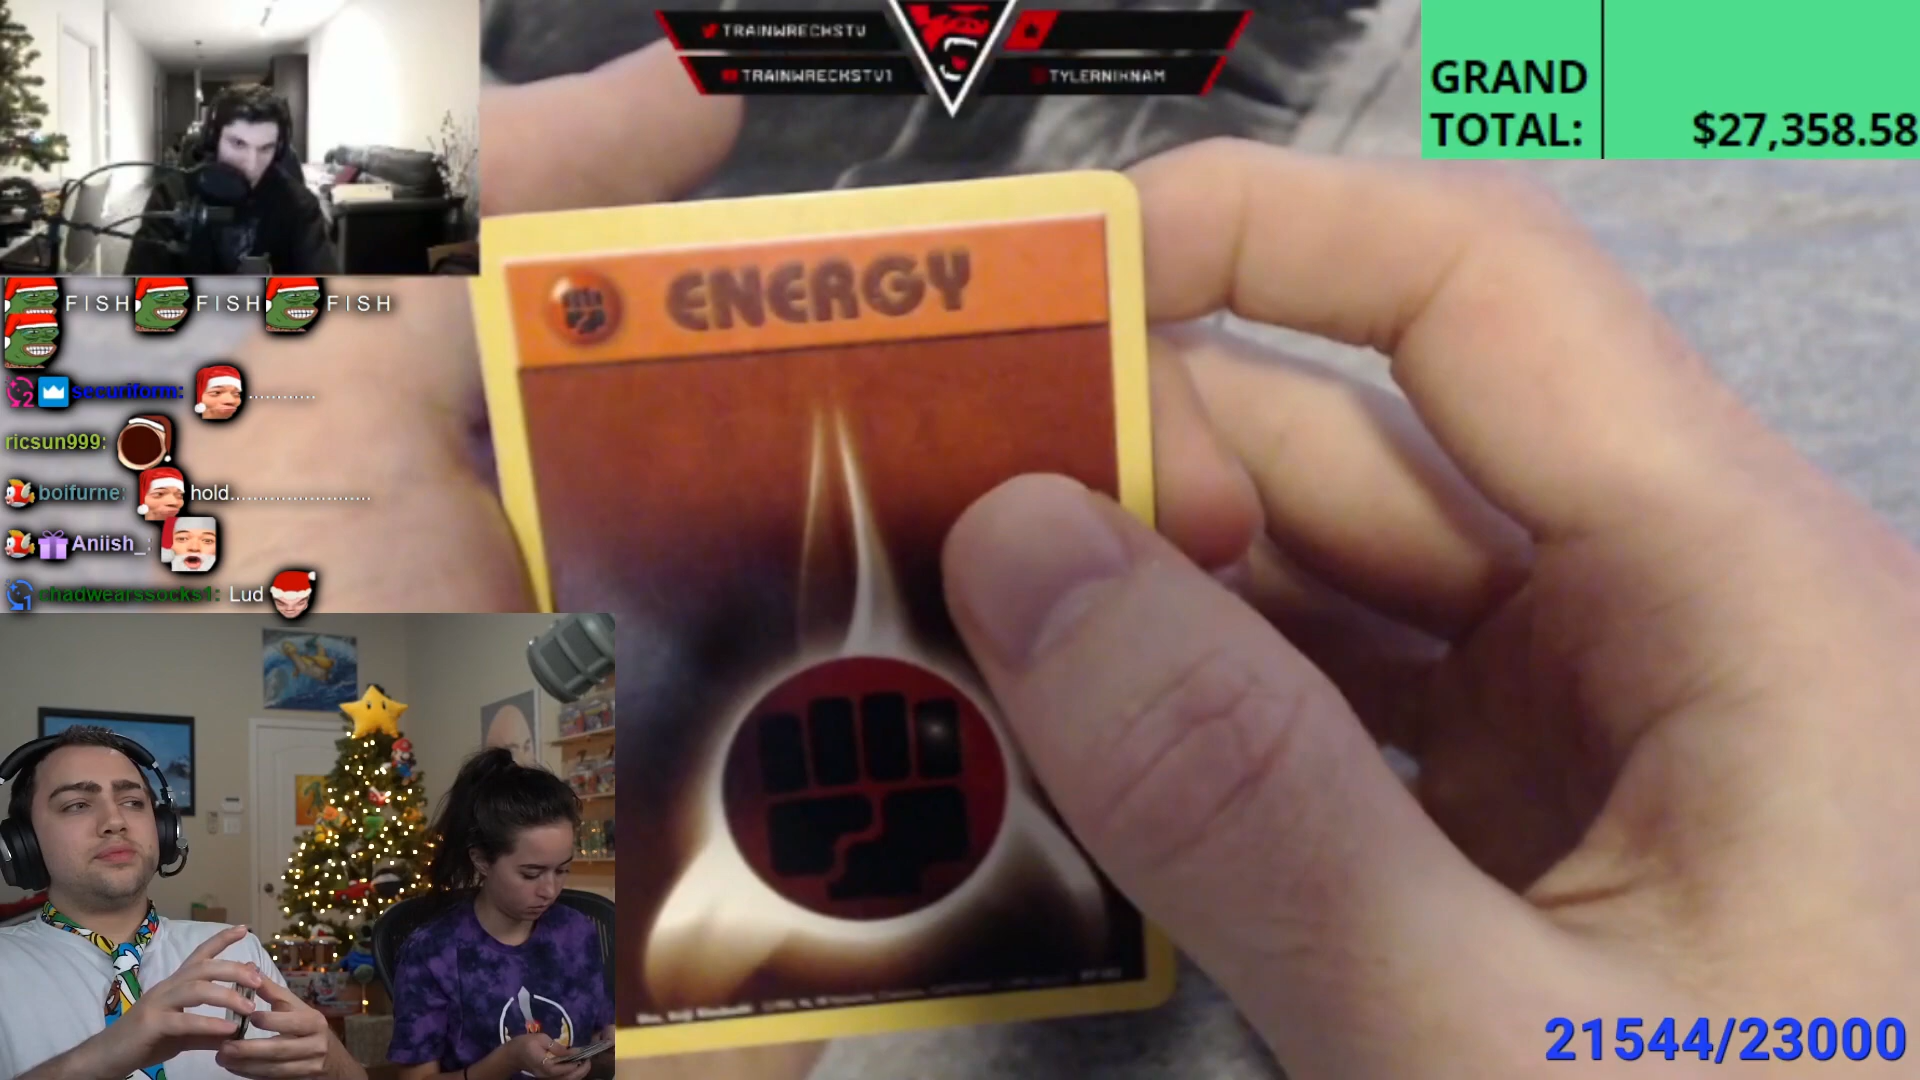 TRAINWRECKSTV
TRAINWRECKSTV1
TYLERNIKNAM
GRAND
TOTAL:
$27,358.58
ENERGY
FISH FISH FISH
securiform: ............
ricsun999:
boifurne: hold........................
Aniish_:
chadwearssocks1: Lud
21544/23000